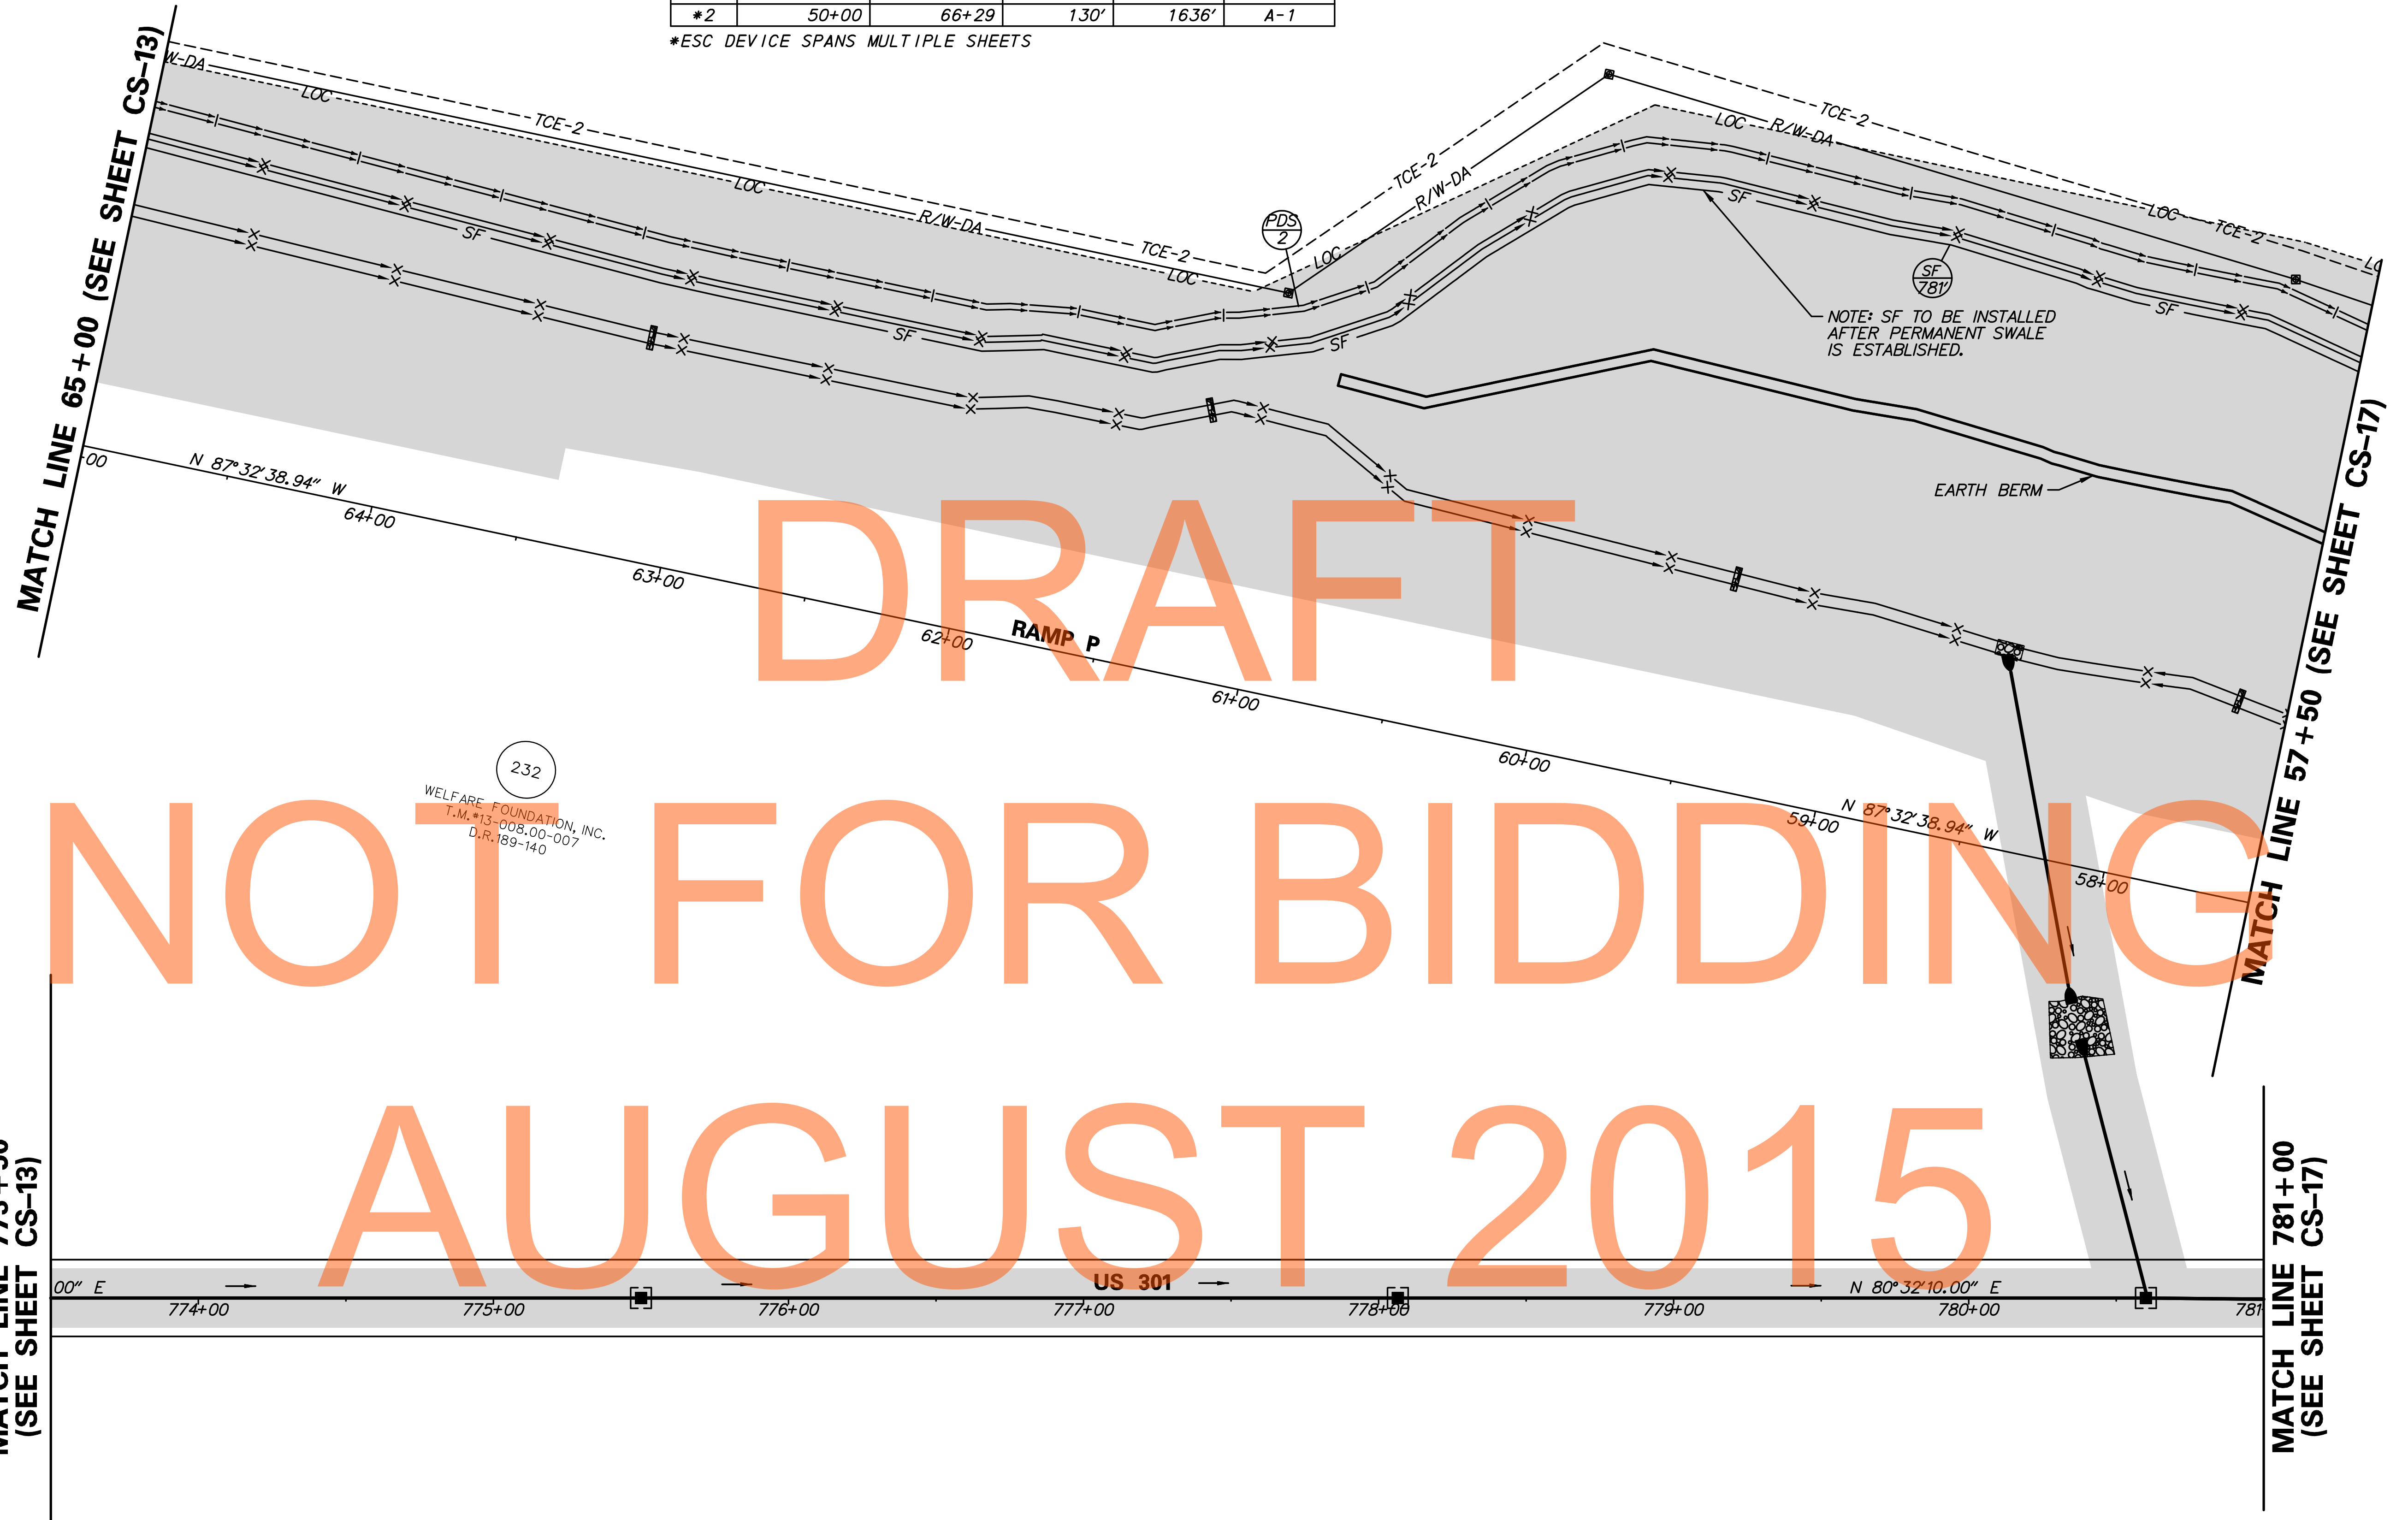 *2 50+00 66+29 130' 1636' A-1
*ESC DEVICE SPANS MULTIPLE SHEETS
MATCH LINE 65+00 (SEE SHEET CS-13)
W-DA
LOC
TCE-2
LOC
R/W-DA
TCE-2
LOC
PDS
2
LOC
TCE-2
R/W-DA
LOC
R/W-DA
TCE-2
LOC
TCE-2
SF
SF
SF
SF
SF
781'
SF
NOTE: SF TO BE INSTALLED
AFTER PERMANENT SWALE
IS ESTABLISHED.
EARTH BERM
MATCH LINE 57+50 (SEE SHEET CS-17)
+00
N 87°32'38.94" W
64+00
63+00
62+00
RAMP P
61+00
60+00
59+00
N 87°32'38.94" W
58+00
DRAFT
NOT FOR BIDDING
AUGUST 2015
232
WELFARE FOUNDATION, INC.
T.M.#13-008.00-007
D.R.189-140
(SEE SHEET CS-13)
00" E
774+00
775+00
776+00
US 301
777+00
778+00
779+00
N 80°32'10.00" E
780+00
781
MATCH LINE 781+00
(SEE SHEET CS-17)